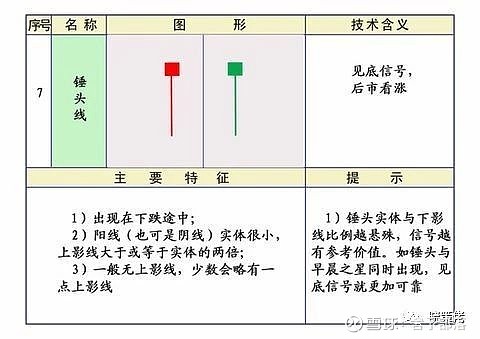 序号 名称 图形 技术含义
7
锤头线
见底信号，
后市看涨
主要特征 提示
1）出现在下跌途中；
2）阳线（也可是阴线）实体很小，
上影线大于或等于实体的两倍；
3）一般无上影线，少数会略有一
点上影线
1）锤头实体与下影
线比例越悬殊，信号越
有参考价值。如锤头与
早晨之星同时出现，见
底信号就更加可靠